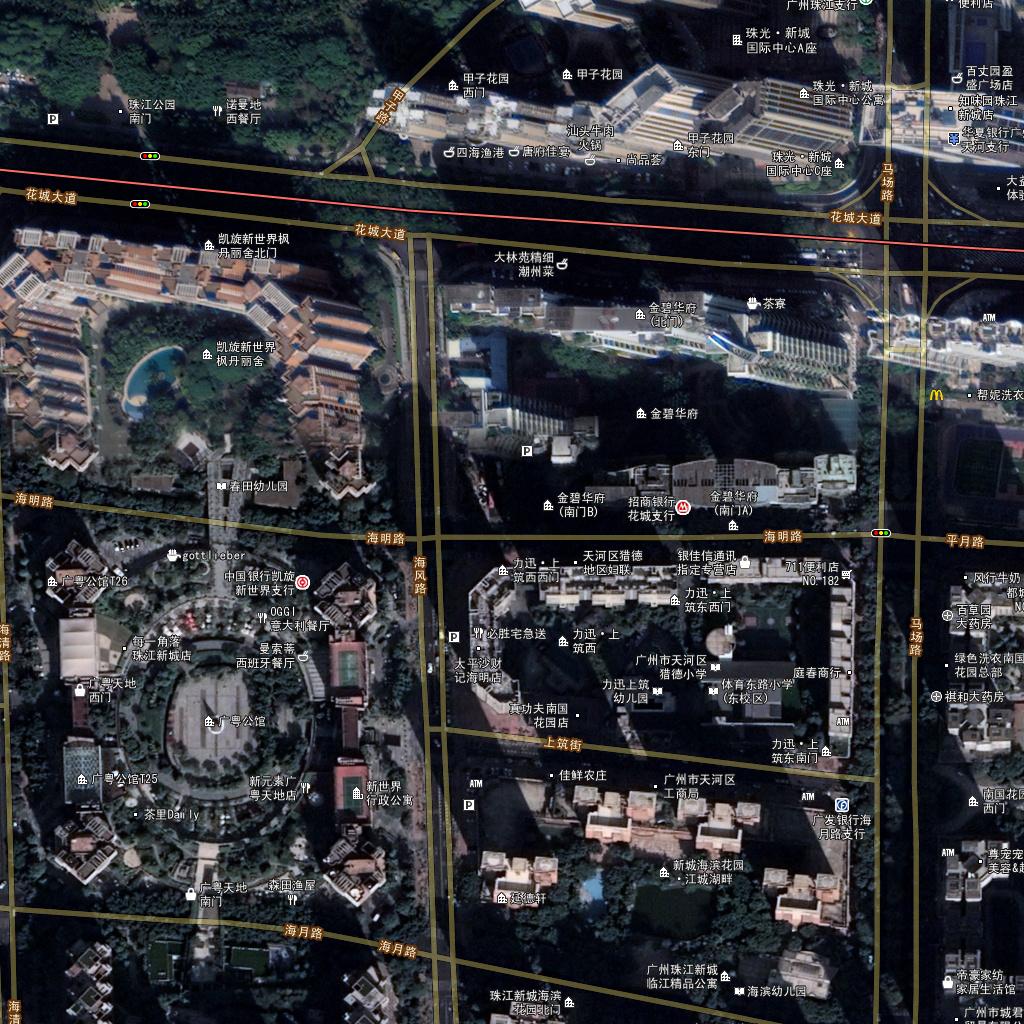 广州珠江支行
便利店
珠光·新城
国际中心A座
甲子花园
西门
甲子花园
珠光·新城
国际中心公寓
百丈园盈
盛广场店
知味园珠江
新城店
珠江公园
南门
诺曼地
西餐厅
甲子路
汕头牛肉
火锅
四海渔港
唐府佳宴
尚品荟
甲子花园
东门
珠光·新城
国际中心C座
华夏银行广
天河支行
马场路
花城大道
花城大道
花城大道
凯旋新世界枫
丹丽舍北门
大林苑精细
潮州菜
金碧华府
(北门)
茶寮
ATM
凯旋新世界
枫丹丽舍
金碧华府
帮妮洗衣
P
P
春田幼儿园
金碧华府
(南门B)
招商银行
花城支行
金碧华府
(南门A)
海明路
海明路
海明路
平月路
gottlieber
广粤公馆T26
中国银行凯旋
新世界支行
海风路
力迅·上
筑西西门
天河区猎德
地区妇联
银佳信通讯
指定专营店
711便利店
NO.182
力迅·上
筑东西门
风行牛奶
百草园
大药房
OGGI
意大利餐厅
每一角落
珠江新城店
曼索蒂
西班牙餐厅
P
必胜宅急送
力迅·上
筑西
太平沙财
记海明店
广州市天河区
猎德小学
庭春商行
马场路
绿色洗衣南国
花园总部
海清路
广粤天地
西门
力迅上筑
幼儿园
体育东路小学
(东校区)
祺和大药房
广粤公馆
真功夫南国
花园店
ATM
上筑街
力迅·上
筑东南门
广粤公馆T25
新元素广
粤天地店
新世界
行政公寓
佳鲜农庄
ATM
P
广州市天河区
工商局
ATM
广发银行海
月路支行
南国花园
西门
茶里Daily
ATM
新城海滨花园
·江城湖畔
广粤天地
南门
森田渔屋
廷德轩
海月路
海月路
广州珠江新城
临江精品公寓
海滨幼儿园
帝豪家纺
家居生活馆
珠江新城海滨
花园北门
海清
广州市城君